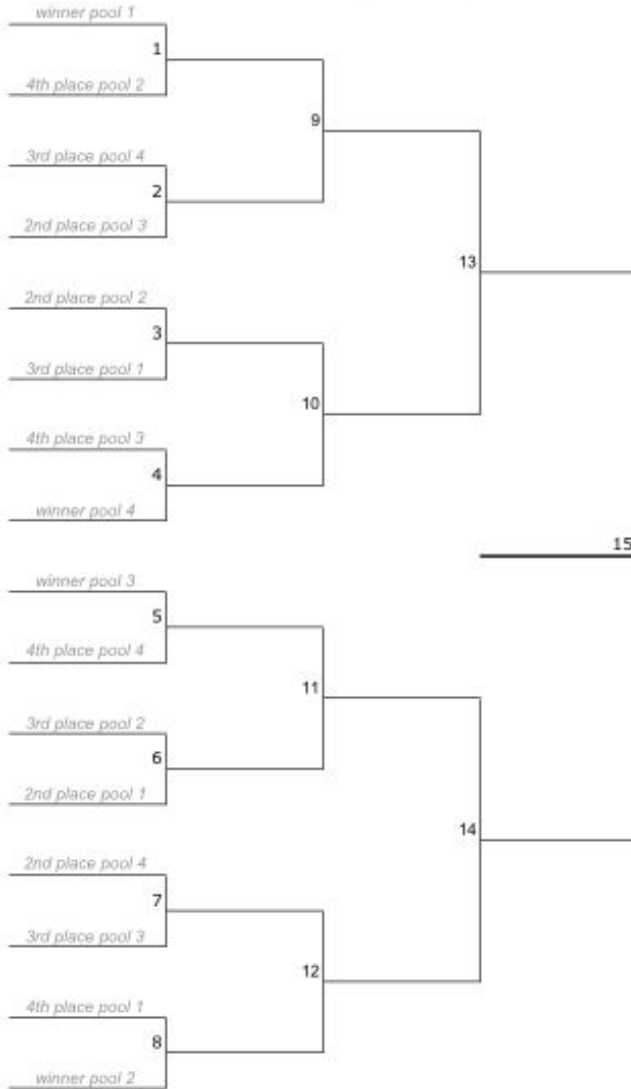 winner pool 1
1
4th place pool 2
9
3rd place pool 4
2
2nd place pool 3
13
2nd place pool 2
3
3rd place pool 1
10
4th place pool 3
4
winner pool 4
15
winner pool 3
5
4th place pool 4
11
3rd place pool 2
6
2nd place pool 1
14
2nd place pool 4
7
3rd place pool 3
12
4th place pool 1
8
winner pool 2